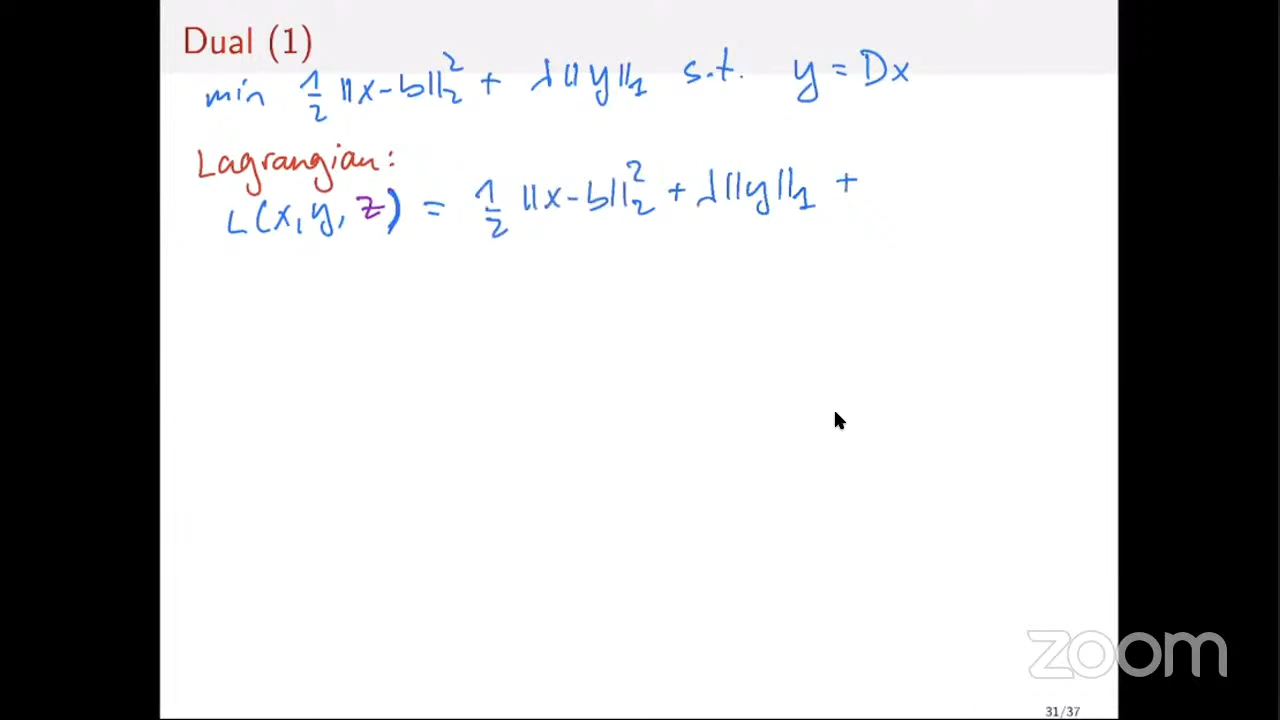 Dual (1)
min 1/2 ||x-b||₂² + λ||y||₁ s.t. y = Dx
Lagrangian:
L(x, y, z) = 1/2 ||x-b||₂² + λ||y||₁ +
zoom
31/37